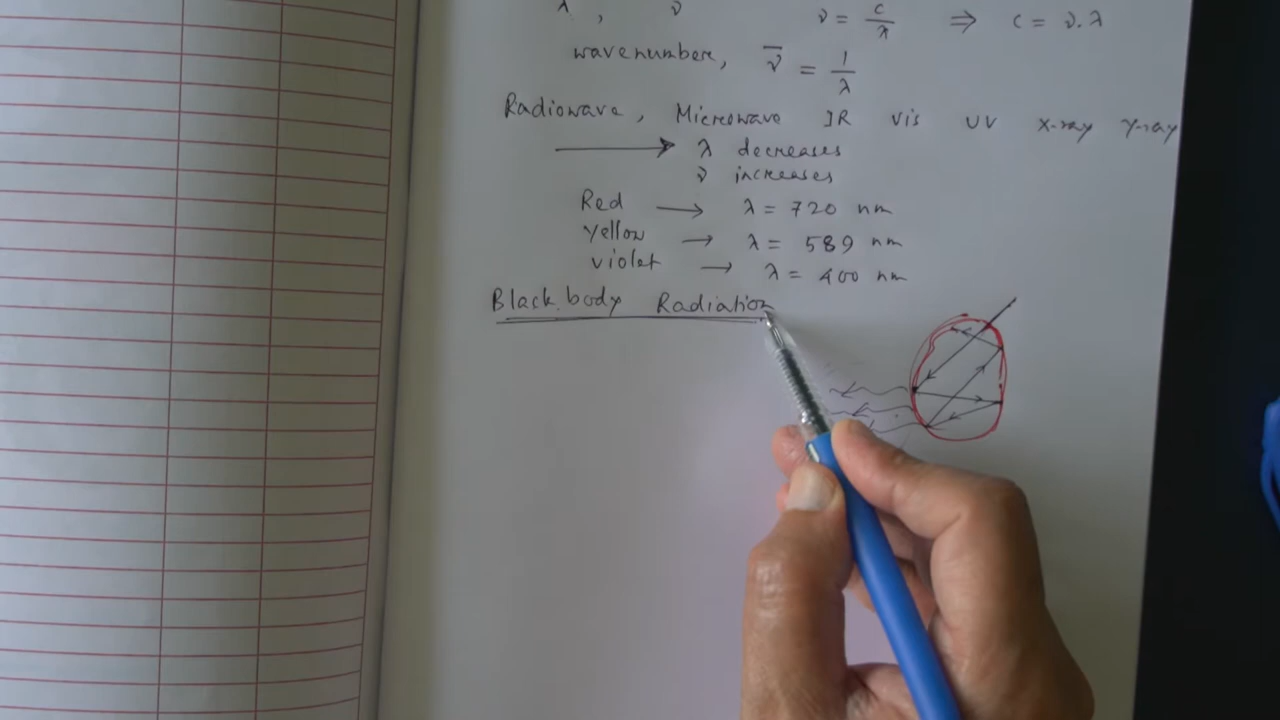 λ , ν ν = c/λ ⇒ c = ν.λ
wavenumbere, ν̅ = 1/λ
Radiowave, Microwave IR vis UV X-ray γ-ray
→ λ decreases
ν increases
Red → λ = 720 nm
Yellow → λ = 589 nm
violet → λ = 400 nm
Black body Radiation